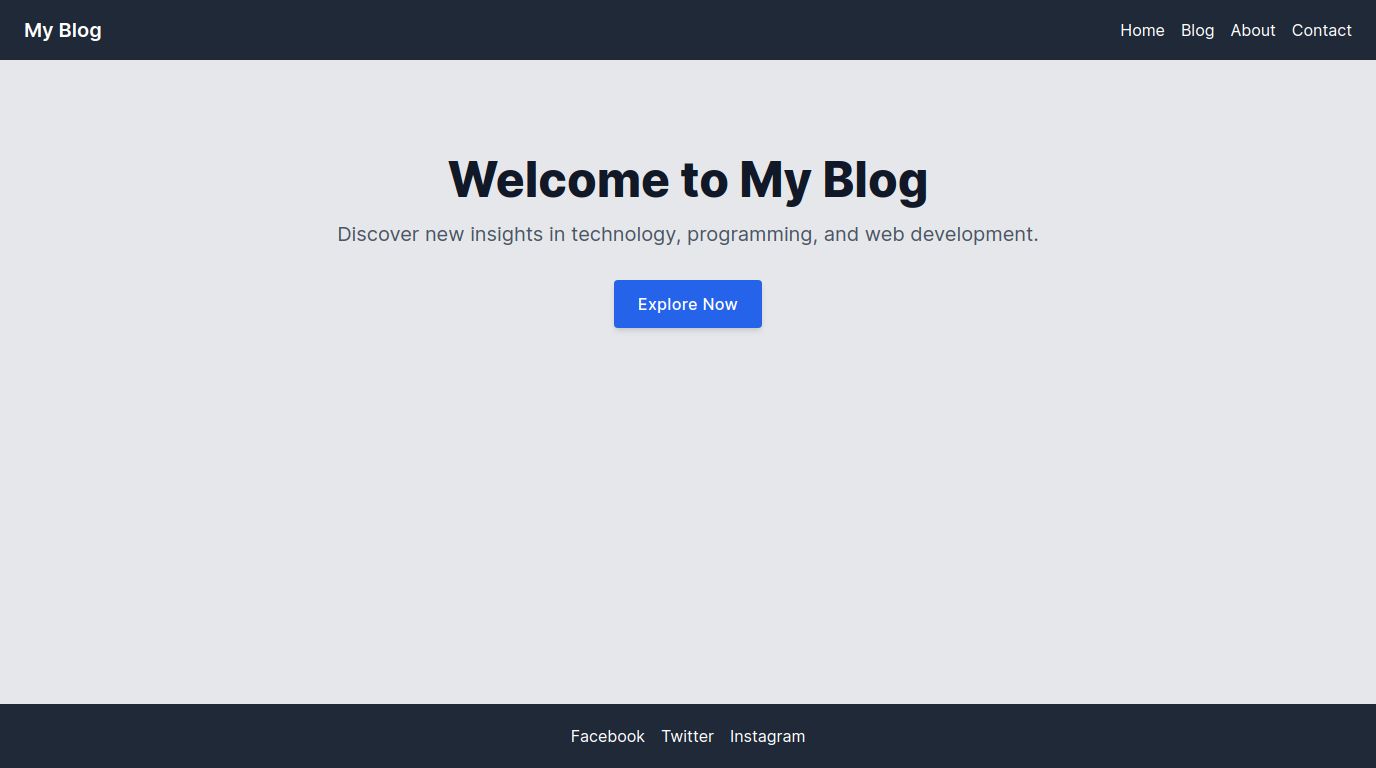 My Blog
Home Blog About Contact
Welcome to My Blog
Discover new insights in technology, programming, and web development.
Explore Now
Facebook Twitter Instagram